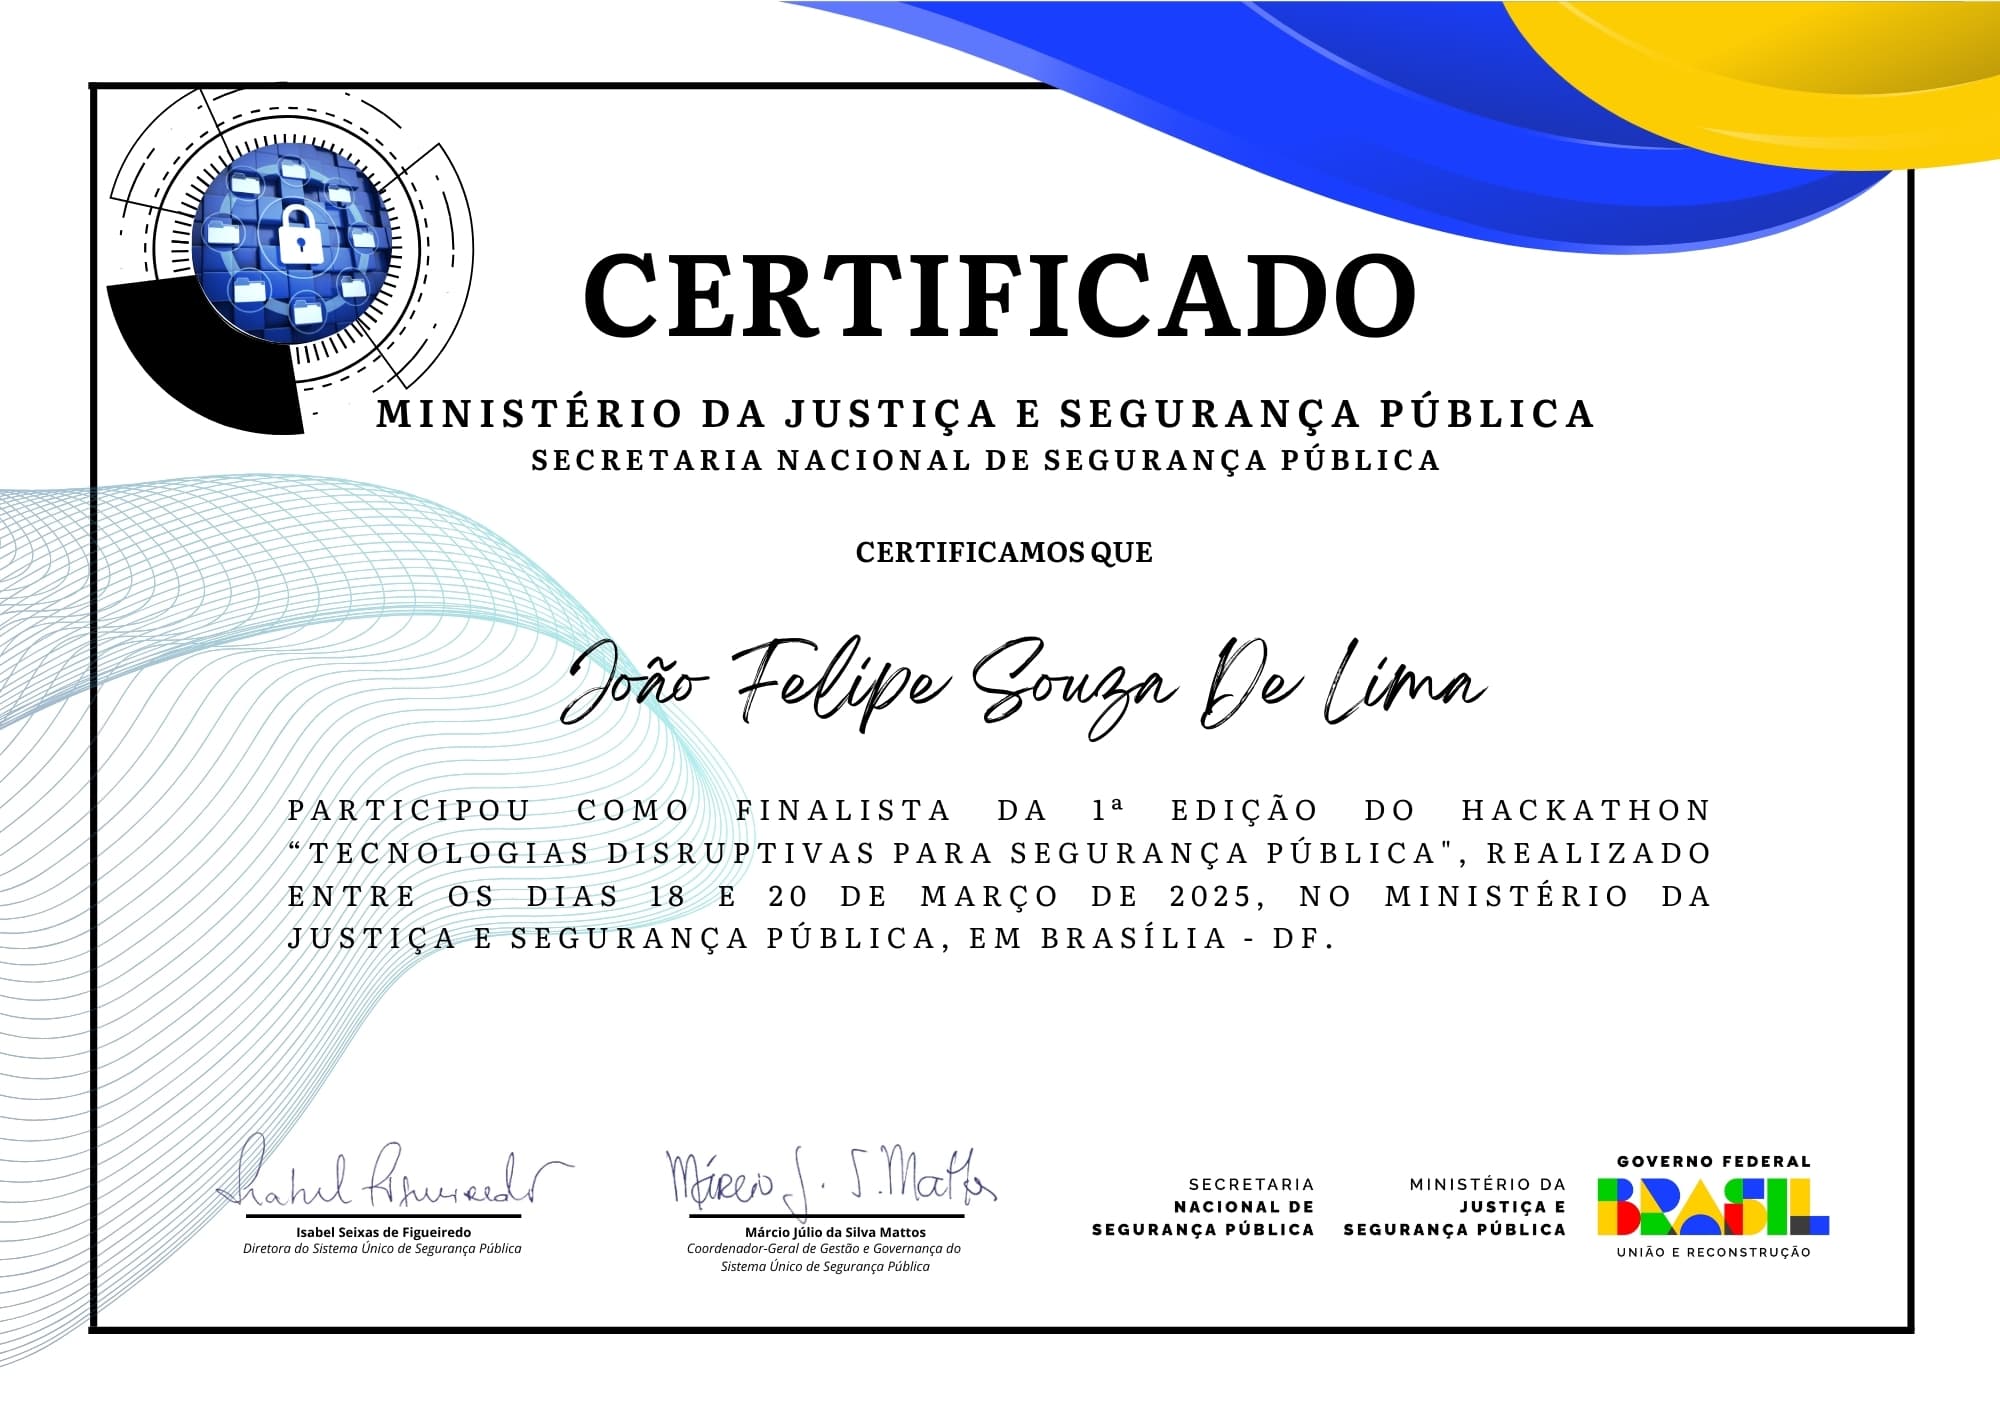 CERTIFICADO
MINISTÉRIO DA JUSTIÇA E SEGURANÇA PÚBLICA
SECRETARIA NACIONAL DE SEGURANÇA PÚBLICA
CERTIFICAMOS QUE
João Felipe Souza De Lima
PARTICIPOU COMO FINALISTA DA 1ª EDIÇÃO DO HACKATHON
“TECNOLOGIAS DISRUPTIVAS PARA SEGURANÇA PÚBLICA", REALIZADO
ENTRE OS DIAS 18 E 20 DE MARÇO DE 2025, NO MINISTÉRIO DA
JUSTIÇA E SEGURANÇA PÚBLICA, EM BRASÍLIA - DF.
Isabel Figueiredo
Isabel Seixas de Figueiredo
Diretora do Sistema Único de Segurança Pública
Márcio J. S. Mattos
Márcio Júlio da Silva Mattos
Coordenador-Geral de Gestão e Governança do
Sistema Único de Segurança Pública
SECRETARIA
NACIONAL DE
SEGURANÇA PÚBLICA
MINISTÉRIO DA
JUSTIÇA E
SEGURANÇA PÚBLICA
GOVERNO FEDERAL
BRASIL
UNIÃO E RECONSTRUÇÃO